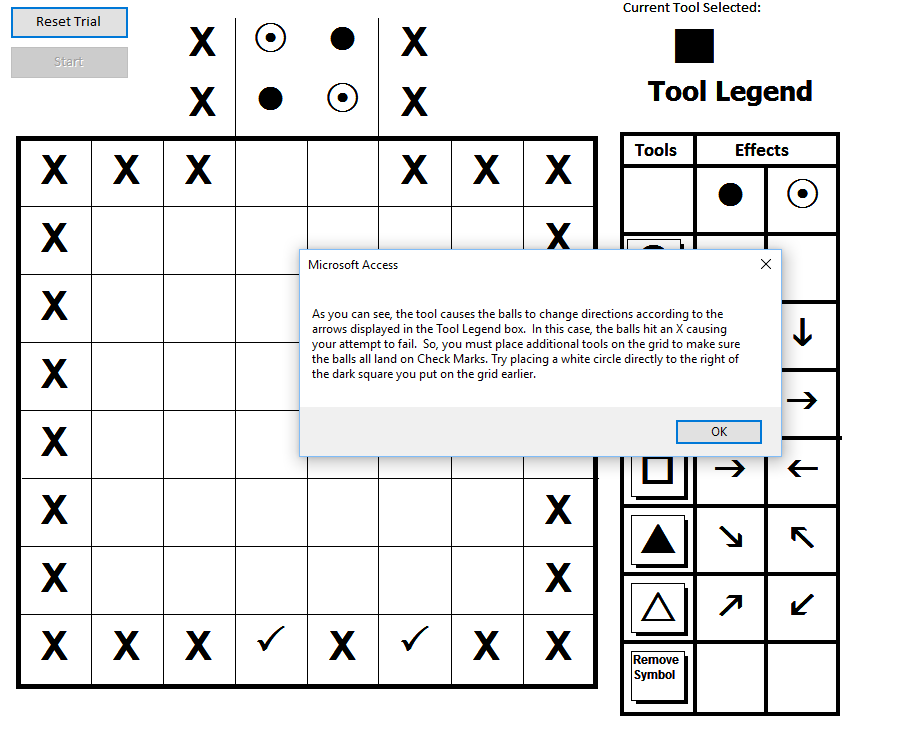 Current Tool Selected:
Reset Trial
Start
X X
X X
Tool Legend
Tools Effects
X X X X X X
X X
Microsoft Access
X
As you can see, the tool causes the balls to change directions according to the
arrows displayed in the Tool Legend box. In this case, the balls hit an X causing
your attempt to fail. So, you must place additional tools on the grid to make sure
the balls all land on Check Marks. Try placing a white circle directly to the right of
the dark square you put on the grid earlier.
X
OK
X
X X
X X
X X X ✓ X ✓ X X
Remove
Symbol